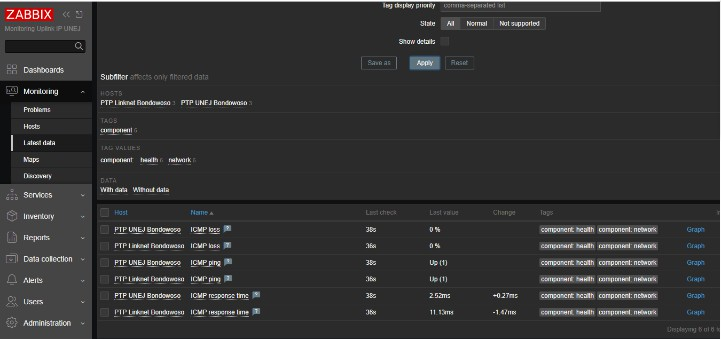 Tag display priority comma-separated list
ZABBIX
Monitoring Uplink IP UNEJ
State All Normal Not supported
Show details
Save as Apply Reset
Dashboards
Monitoring
Problems
Hosts
Latest data
Maps
Discovery
Services
Inventory
Reports
Data collection
Alerts
Users
Administration
Subfilter affects only filtered data
HOSTS
PTP Linknet Bondowoso 3 PTP UNEJ Bondowoso 3
TAGS
component 6
TAG VALUES
component health 6 network 6
DATA
With data Without data
Host Name Last check Last value Change Tags
PTP UNEJ Bondowoso ICMP loss ? 38s 0 % component: health component: network Graph
PTP Linknet Bondowoso ICMP loss ? 36s 0 % component: health component: network Graph
PTP UNEJ Bondowoso ICMP ping ? 38s Up (1) component: health component: network Graph
PTP Linknet Bondowoso ICMP ping ? 36s Up (1) component: health component: network Graph
PTP UNEJ Bondowoso ICMP response time ? 38s 2.52ms +0.27ms component: health component: network Graph
PTP Linknet Bondowoso ICMP response time ? 36s 11.13ms -1.47ms component: health component: network Graph
Displaying 6 of 6